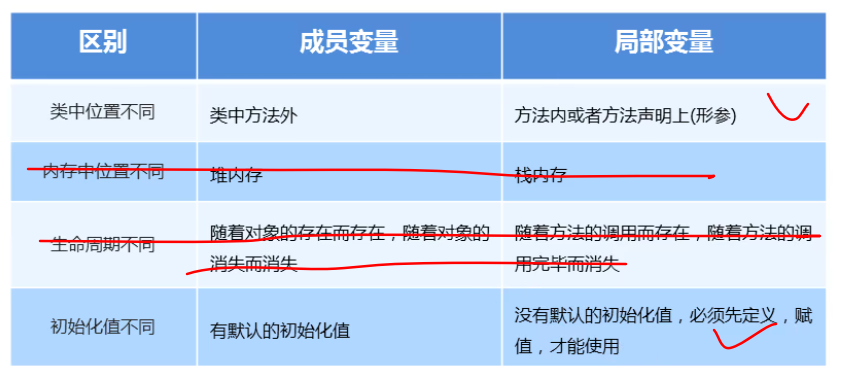 区别 成员变量 局部变量
类中位置不同 类中方法外 方法内或者方法声明上(形参)
内存中位置不同 堆内存 栈内存
生命周期不同 随着对象的存在而存在，随着对象的 随着方法的调用而存在，随着方法的调
消失而消失 用完毕而消失
初始化值不同 有默认的初始化值 没有默认的初始化值，必须先定义，赋
值，才能使用